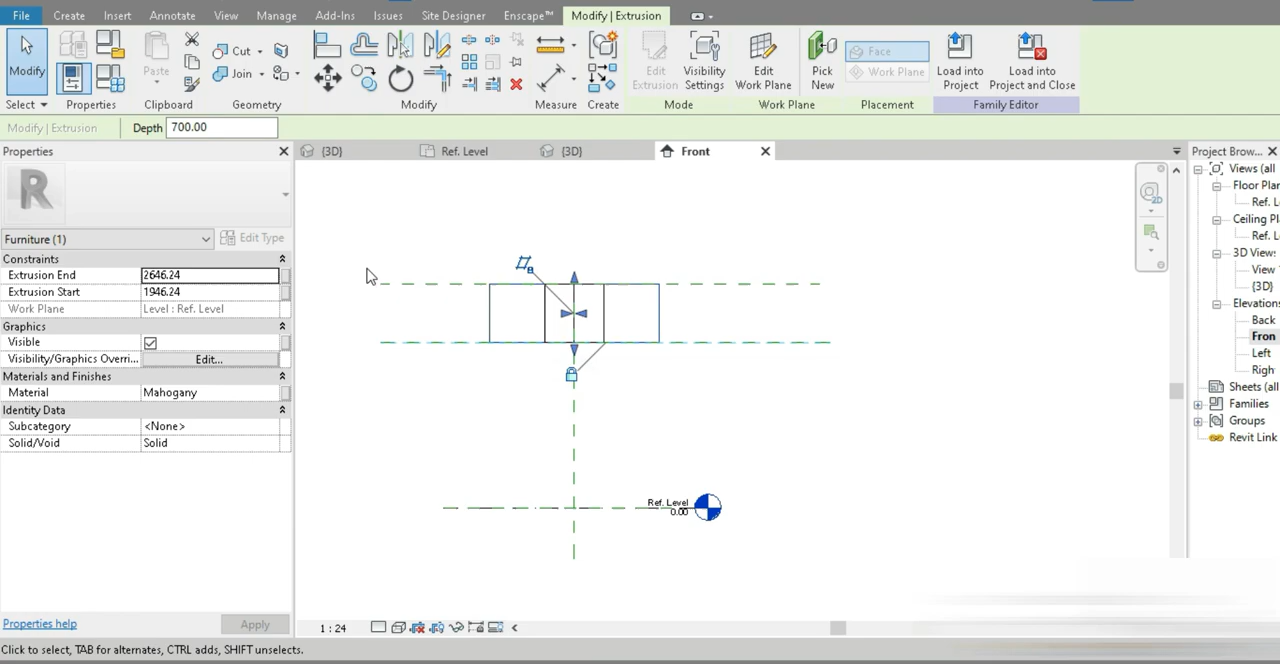 File Create Insert Annotate View Manage Add-Ins Issues Site Designer Enscape™ Modify | Extrusion
Modify
Paste
Cut
Join
Edit Extrusion
Visibility Settings
Edit Work Plane
Pick New
Face
Work Plane
Load into Project
Load into Project and Close
Select Properties Clipboard Geometry Modify Measure Create Mode Work Plane Placement Family Editor
Modify | Extrusion Depth 700.00
Properties
{3D} Ref. Level {3D} Front
Project Brow...
R
Furniture (1) Edit Type
Constraints
Extrusion End 2646.24
Extrusion Start 1946.24
Work Plane Level : Ref. Level
Graphics
Visible
Visibility/Graphics Overri... Edit...
Materials and Finishes
Material Mahogany
Identity Data
Subcategory <None>
Solid/Void Solid
2D
Views (all
Floor Plan
Ref. L
Ceiling Pl
Ref. L
3D Views
View
{3D}
Elevations
Back
Fron
Left
Righ
Sheets (all
Families
Groups
Revit Link
Ref. Level
0.00
Properties help Apply
1 : 24
Click to select, TAB for alternates, CTRL adds, SHIFT unselects.